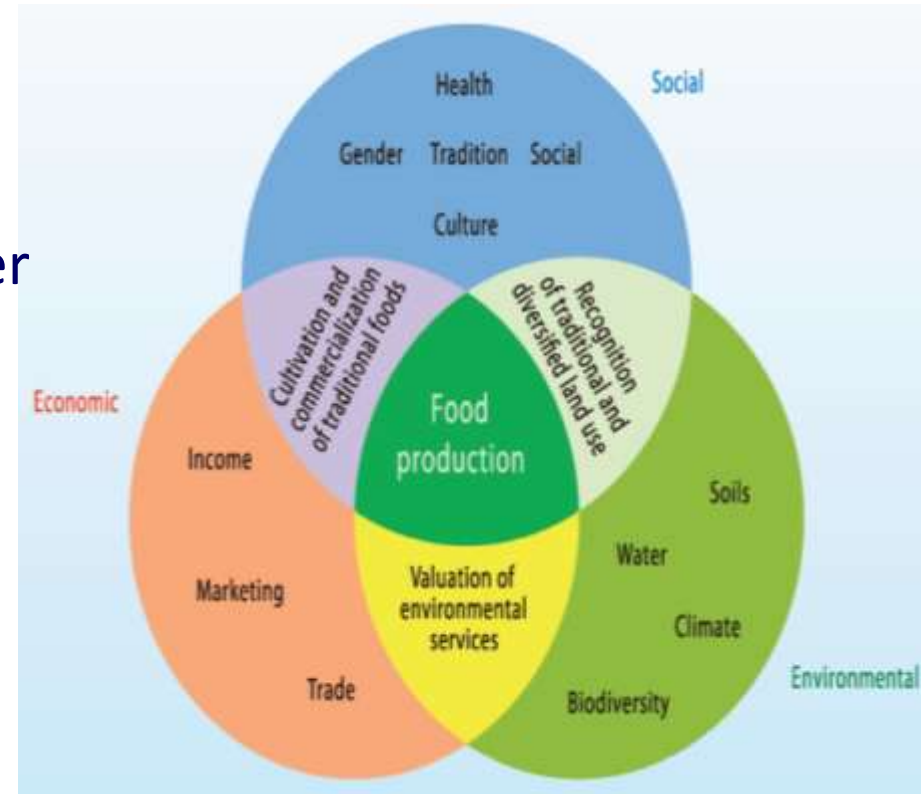 Health
Social
Gender Tradition Social
Culture
er
Cultivation and
commercialization
of traditional foods
Recognition
of traditional and
diversified land use
Economic
Food
production
Income
Soils
Water
Valuation of
environmental
services
Marketing
Climate
Trade
Biodiversity
Environmental